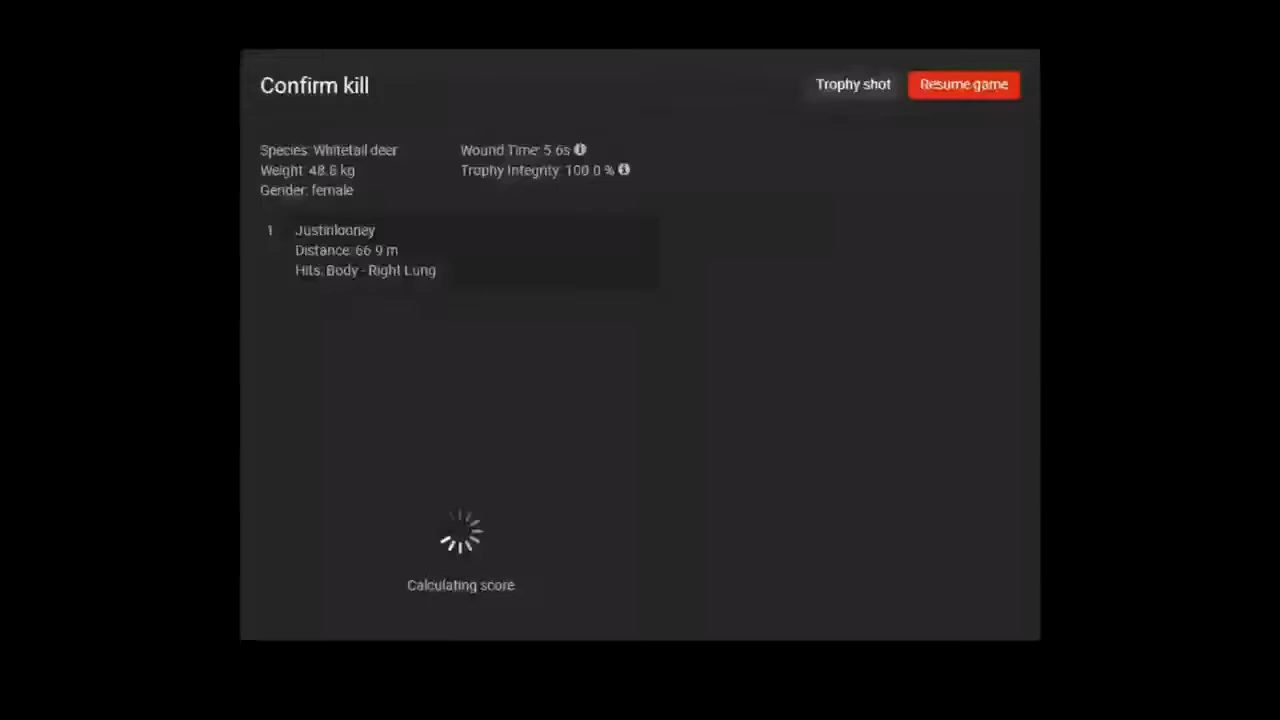 Confirm kill
Trophy shot
Resume game
Species: Whitetail deer
Weight: 48.8 kg
Gender: female
Wound Time: 5.6s
Trophy Integrity: 100.0 %
1
Justinlooney
Distance: 66.9 m
Hits: Body - Right Lung
Calculating score